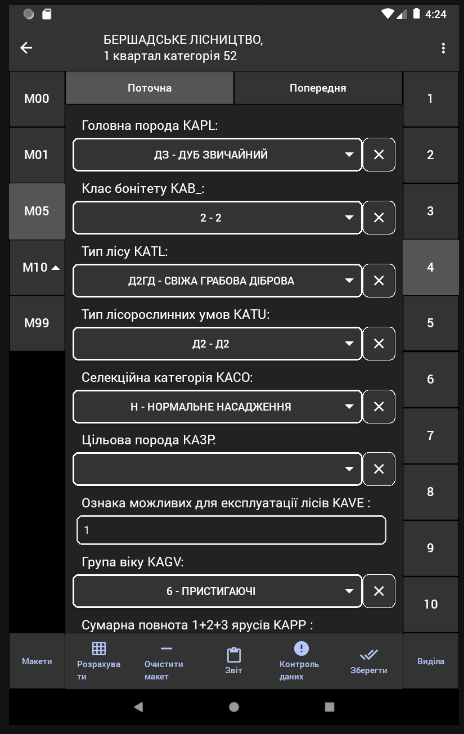 4:24
БЕРШАДСЬКЕ ЛІСНИЦТВО,
1 квартал категорія 52
M00
M01
M05
M10
M99
Поточна
Попередня
Головна порода KAPL:
ДЗ - ДУБ ЗВИЧАЙНИЙ
Клас бонітету KAB_:
2 - 2
Тип лісу KATL:
Д2ГД - СВІЖА ГРАБОВА ДІБРОВА
Тип лісорослинних умов KATU:
Д2 - Д2
Селекційна категорія KACO:
Н - НОРМАЛЬНЕ НАСАДЖЕННЯ
Цільова порода KA3P:
Ознака можливих для експлуатації лісів KAVE :
1
Група віку KAGV:
6 - ПРИСТИГАЮЧІ
Сумарна повнота 1+2+3 ярусів KAPP :
1
2
3
4
5
6
7
8
9
10
Макети
Розрахува
ти
Очистити
макет
Звіт
Контроль
даних
Зберегти
Виділа